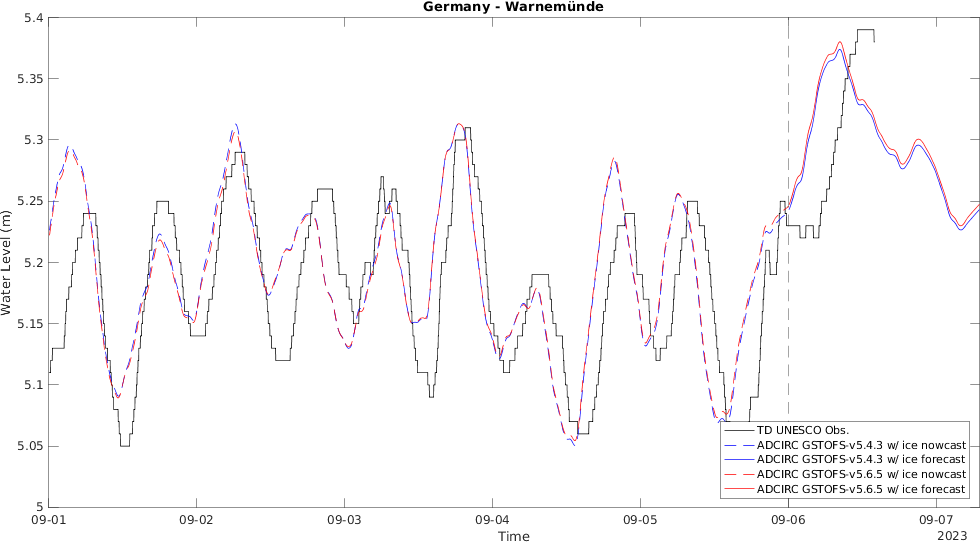 Germany - Warnemünde
5.4
5.35
5.3
5.25
5.2
5.15
5.1
5.05
5
Water Level (m)
TD UNESCO Obs.
ADCIRC GSTOFS-v5.4.3 w/ ice nowcast
ADCIRC GSTOFS-v5.4.3 w/ ice forecast
ADCIRC GSTOFS-v5.6.5 w/ ice nowcast
ADCIRC GSTOFS-v5.6.5 w/ ice forecast
09-01 09-02 09-03 09-04 09-05 09-06 09-07
Time 2023